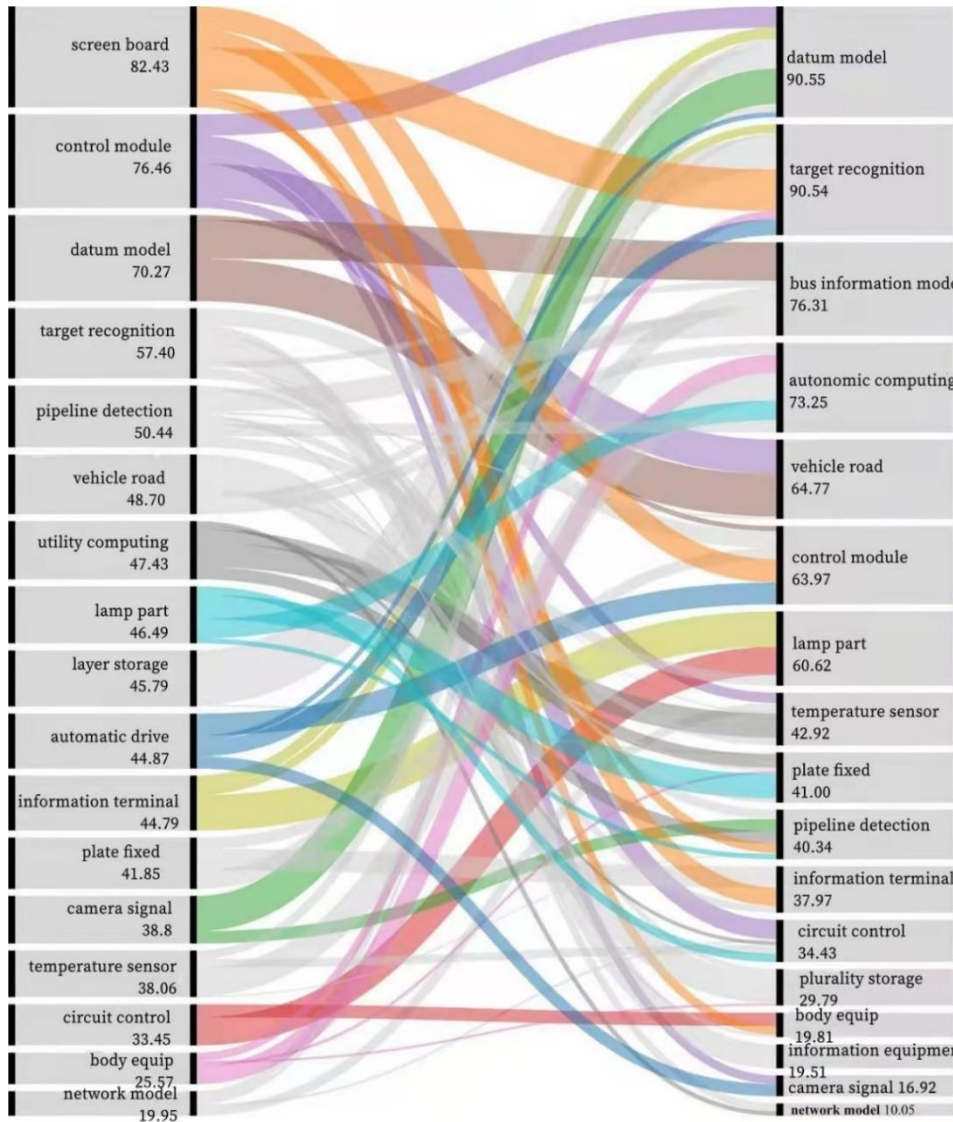 screen board
82.43
control module
76.46
datum model
70.27
target recognition
57.40
pipeline detection
50.44
vehicle road
48.70
utility computing
47.43
lamp part
46.49
layer storage
45.79
automatic drive
44.87
information terminal
44.79
plate fixed
41.85
camera signal
38.8
temperature sensor
38.06
circuit control
33.45
body equip
25.57
network model
19.95
datum model
90.55
target recognition
90.54
bus information mode
76.31
autonomic computing
73.25
vehicle road
64.77
control module
63.97
lamp part
60.62
temperature sensor
42.92
plate fixed
41.00
pipeline detection
40.34
information terminal
37.97
circuit control
34.43
plurality storage
29.79
body equip
19.81
information equipmen
19.51
camera signal 16.92
network model 10.05